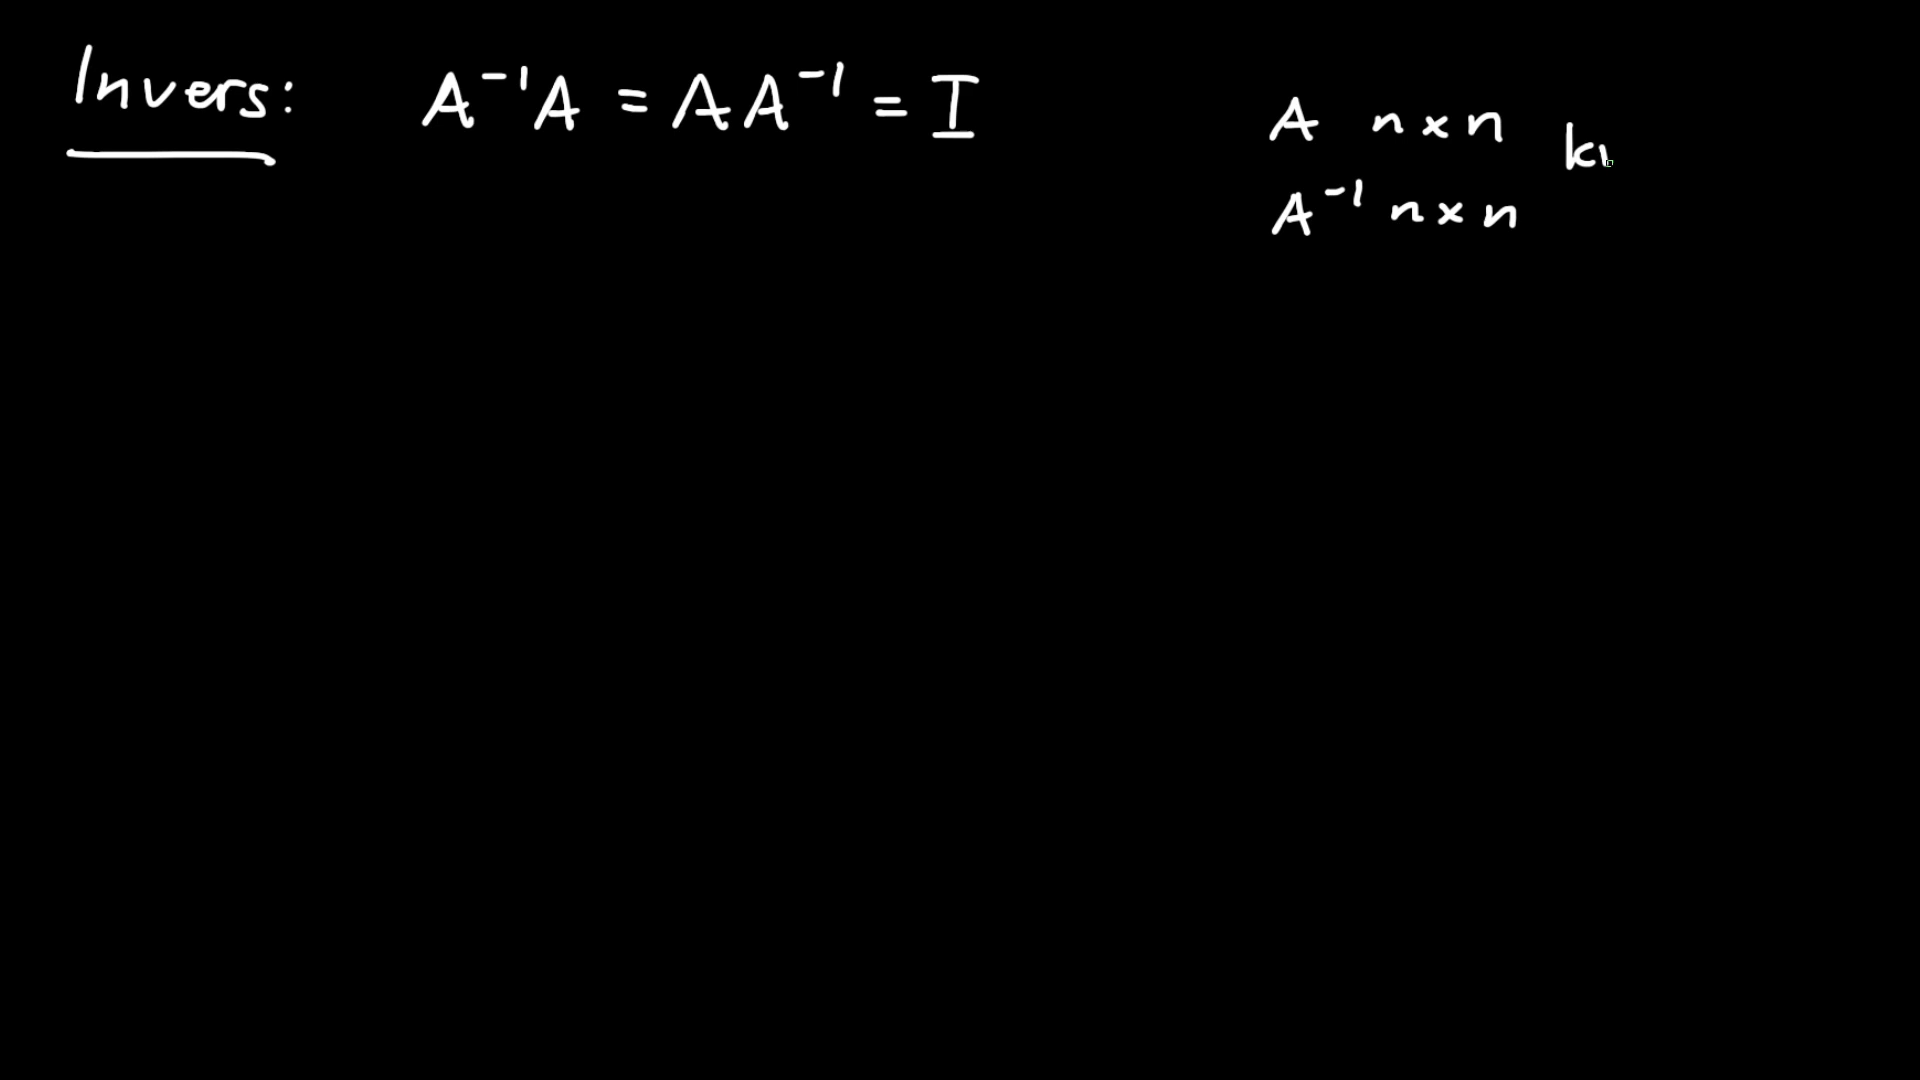 Invers: A⁻¹A = AA⁻¹ = I
A n×n
A⁻¹ n×n